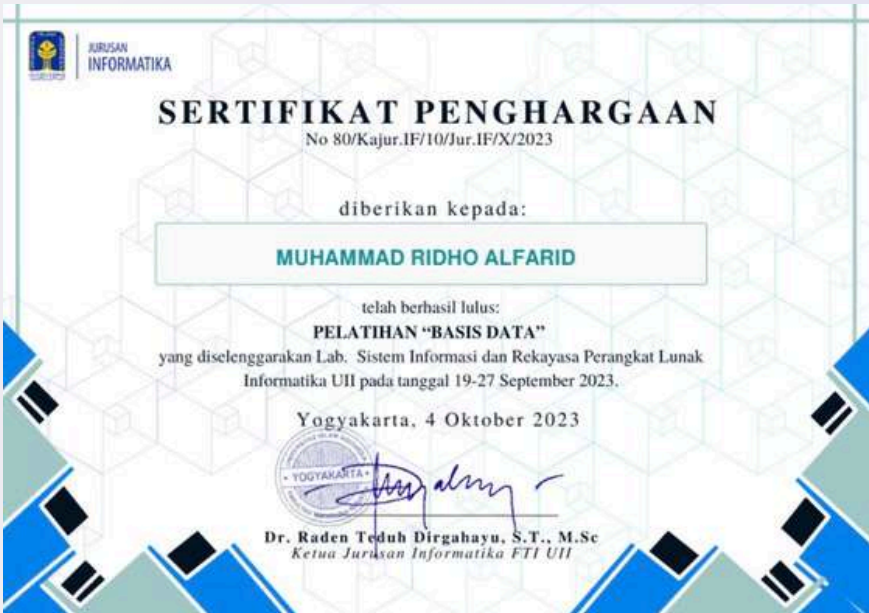 JURUSAN
INFORMATIKA
SERTIFIKAT PENGHARGAAN
No 80/Kajur.IF/10/Jur.IF/X/2023
diberikan kepada:
MUHAMMAD RIDHO ALFARID
telah berhasil lulus:
PELATIHAN “BASIS DATA”
yang diselenggarakan Lab. Sistem Informasi dan Rekayasa Perangkat Lunak
Informatika UII pada tanggal 19-27 September 2023.
Yogyakarta, 4 Oktober 2023
YOGYAKARTA
Dr. Raden Teduh Dirgahayu, S.T., M.Sc
Ketua Jurusan Informatika FTI UII